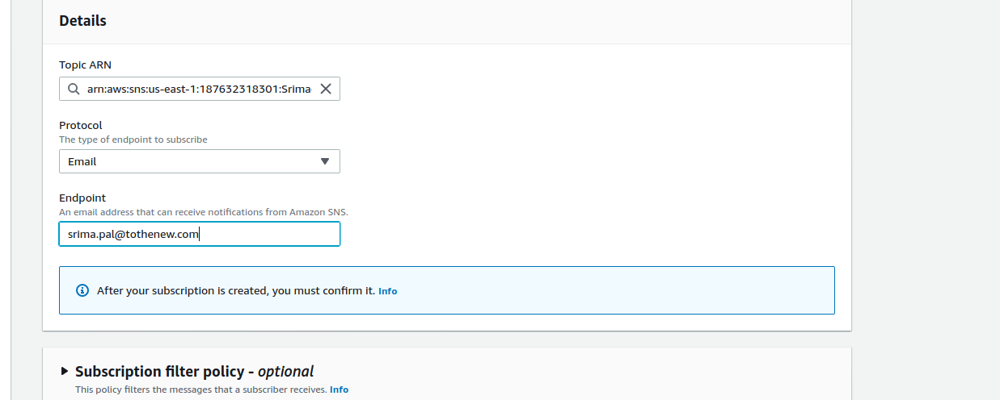 Details
Topic ARN
arn:aws:sns:us-east-1:187632318301:Srima-
Protocol
The type of endpoint to subscribe
Email
Endpoint
An email address that can receive notifications from Amazon SNS.
srima.pal@tothenew.com
After your subscription is created, you must confirm it. Info
Subscription filter policy - optional
This policy filters the messages that a subscriber receives. Info